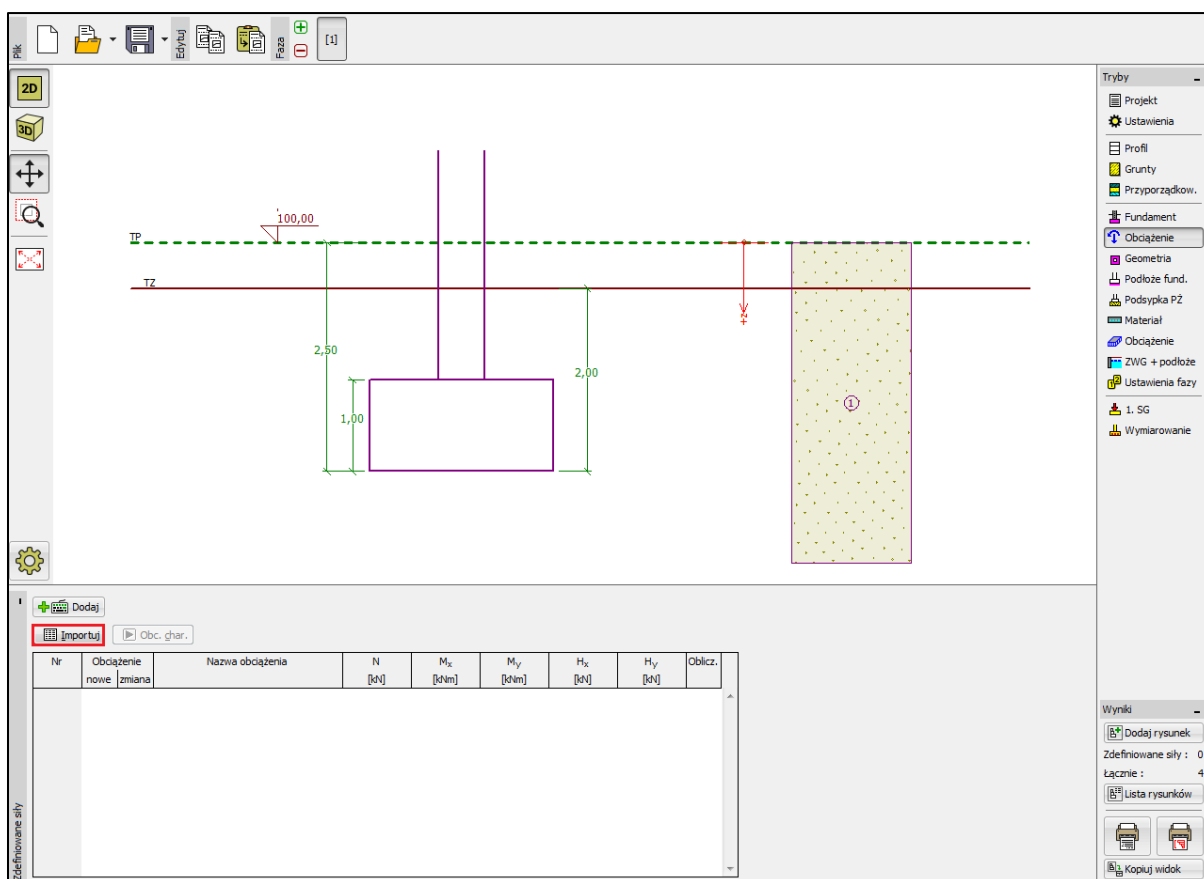 Plik
Edytuj
Faza
[1]
2D
3D
100,00
TP
TZ
2,50
1,00
2,00
+z
1
Tryby
Projekt
Ustawienia
Profil
Grunty
Przyporządkow.
Fundament
Obciążenie
Geometria
Podłoże fund.
Podsypka PŻ
Materiał
Obciążenie
ZWG + podłoże
Ustawienia fazy
1. SG
Wymiarowanie
Dodaj
Importuj
Obc. char.
Nr Obciążenie Nazwa obciążenia N Mx My Hx Hy Oblicz.
nowe zmiana [kN] [kNm] [kNm] [kN] [kN]
Zdefiniowane siły
Wyniki
Dodaj rysunek
Zdefiniowane siły : 0
Łącznie : 4
Lista rysunków
Kopiuj widok